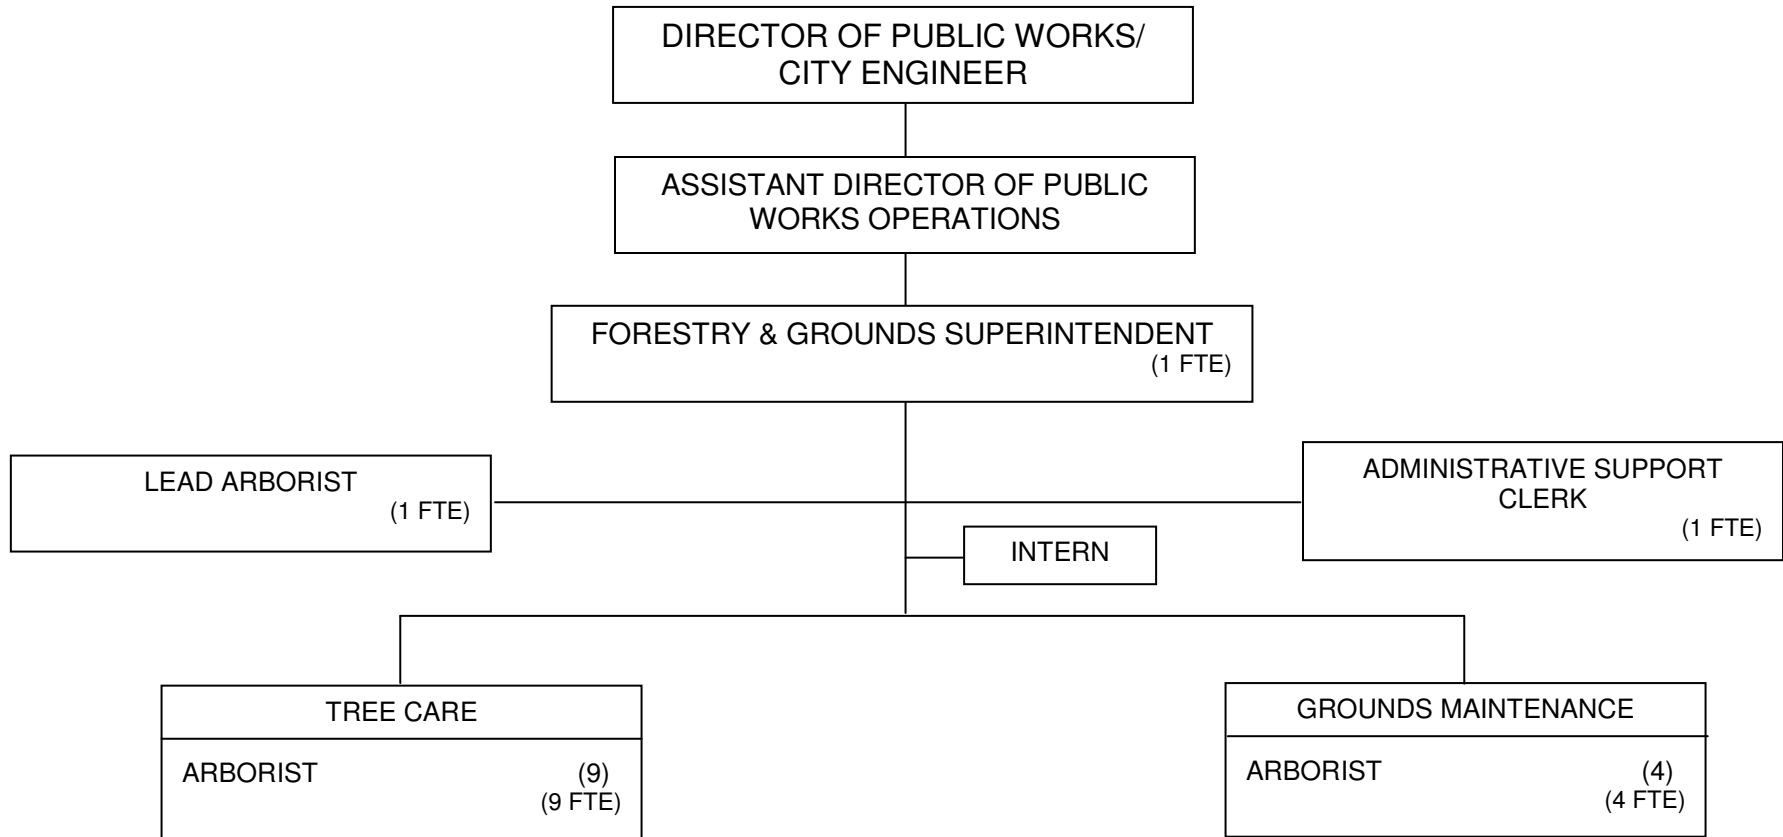 DIRECTOR OF PUBLIC WORKS/
CITY ENGINEER
ASSISTANT DIRECTOR OF PUBLIC
WORKS OPERATIONS
FORESTRY & GROUNDS SUPERINTENDENT
(1 FTE)
LEAD ARBORIST
(1 FTE)
ADMINISTRATIVE SUPPORT
CLERK
(1 FTE)
INTERN
TREE CARE
ARBORIST (9)
(9 FTE)
GROUNDS MAINTENANCE
ARBORIST (4)
(4 FTE)